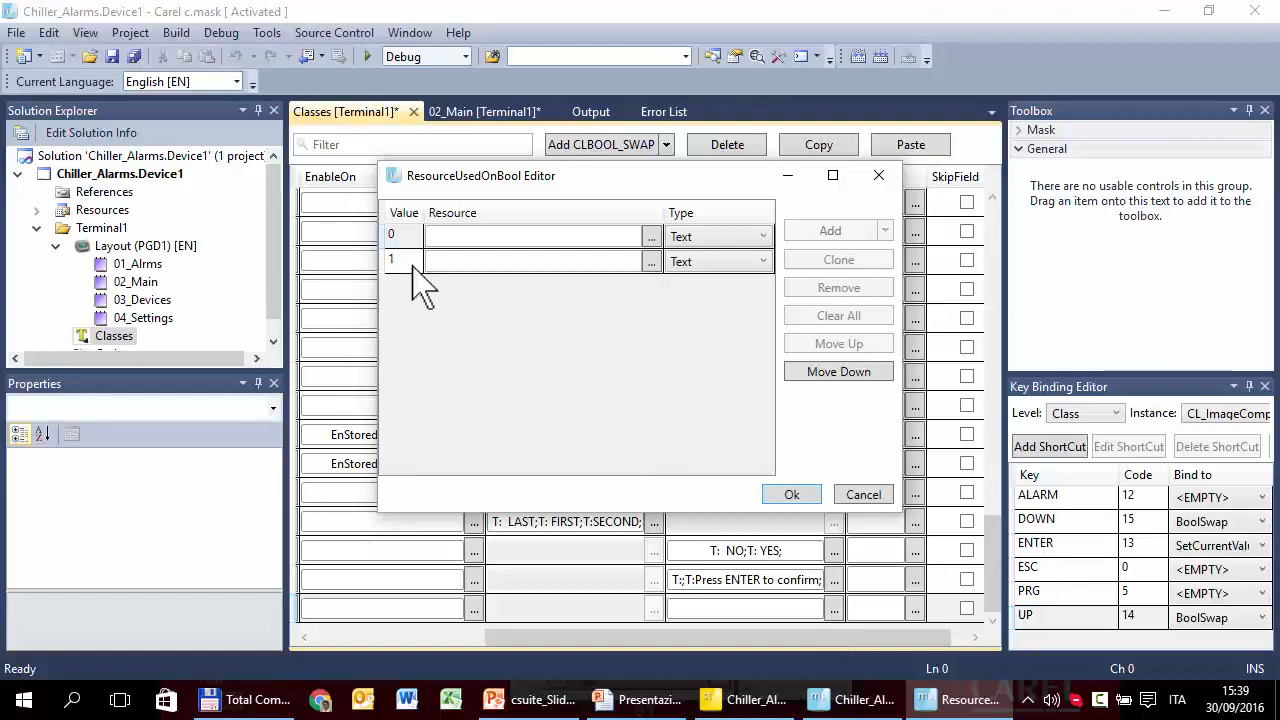 Chiller_Alarms.Device1 - Carel c.mask [ Activated ]
File Edit View Project Build Debug Tools Source Control Window Help
Debug
Current Language: English [EN]
Solution Explorer
Edit Solution Info
Solution 'Chiller_Alarms.Device1' (1 project)
Chiller_Alarms.Device1
References
Resources
Terminal1
Layout (PGD1) [EN]
01_Alrms
02_Main
03_Devices
04_Settings
Classes
Properties
Classes [Terminal1]* 02_Main [Terminal1]* Output Error List
Filter Add CLBOOL_SWAP Delete Copy Paste
EnableOn SkipField
ResourceUsedOnBool Editor
Value Resource Type
0 ... Text
1 ... Text
Add
Clone
Remove
Clear All
Move Up
Move Down
Ok Cancel
EnStored
EnStored
T: LAST;T: FIRST;T:SECOND; ...
... T: NO;T: YES; ...
... T:;T:Press ENTER to confirm; ...
Toolbox
Mask
General
There are no usable controls in this group.
Drag an item onto this text to add it to the
toolbox.
Key Binding Editor
Level: Class Instance: CL_ImageComp
Add ShortCut Edit ShortCut Delete ShortCut
Key Code Bind to
ALARM 12 <EMPTY>
DOWN 15 BoolSwap
ENTER 13 SetCurrentVal
ESC 0 <EMPTY>
PRG 5 <EMPTY>
UP 14 BoolSwap
Ready Ln 0 Ch 0 INS
Total Com... csuite_Slid... Presentazi... Chiller_Al... Chiller_Al... Resource... ITA
15:39
30/09/2016
CAREL